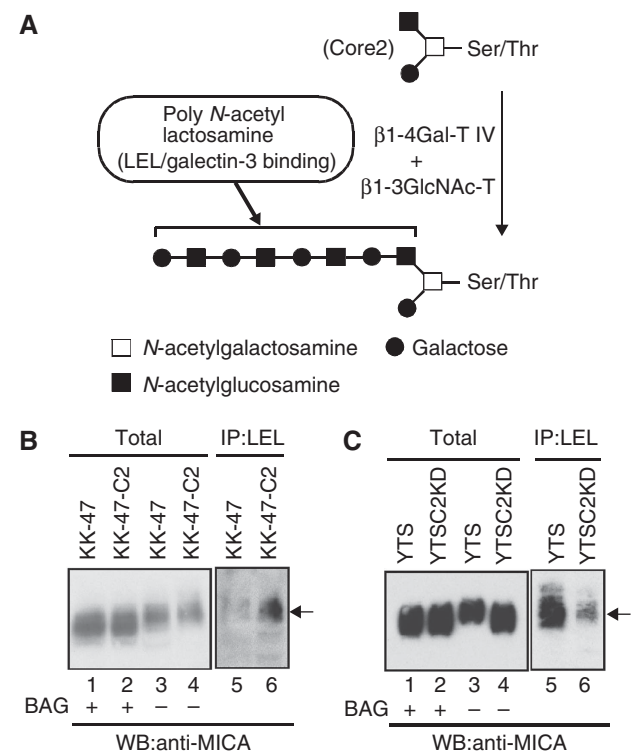 A
(Core2)
Ser/Thr
Poly N-acetyl
lactosamine
(LEL/galectin-3 binding)
β1-4Gal-T IV
+
β1-3GlcNAc-T
Ser/Thr
N-acetylgalactosamine
Galactose
N-acetylglucosamine
B
Total
IP:LEL
KK-47
KK-47-C2
KK-47
KK-47-C2
KK-47
KK-47-C2
1 2 3 4 5 6
BAG + + – –
WB:anti-MICA
C
Total
IP:LEL
YTS
YTSC2KD
YTS
YTSC2KD
YTS
YTSC2KD
1 2 3 4 5 6
BAG + + – –
WB:anti-MICA